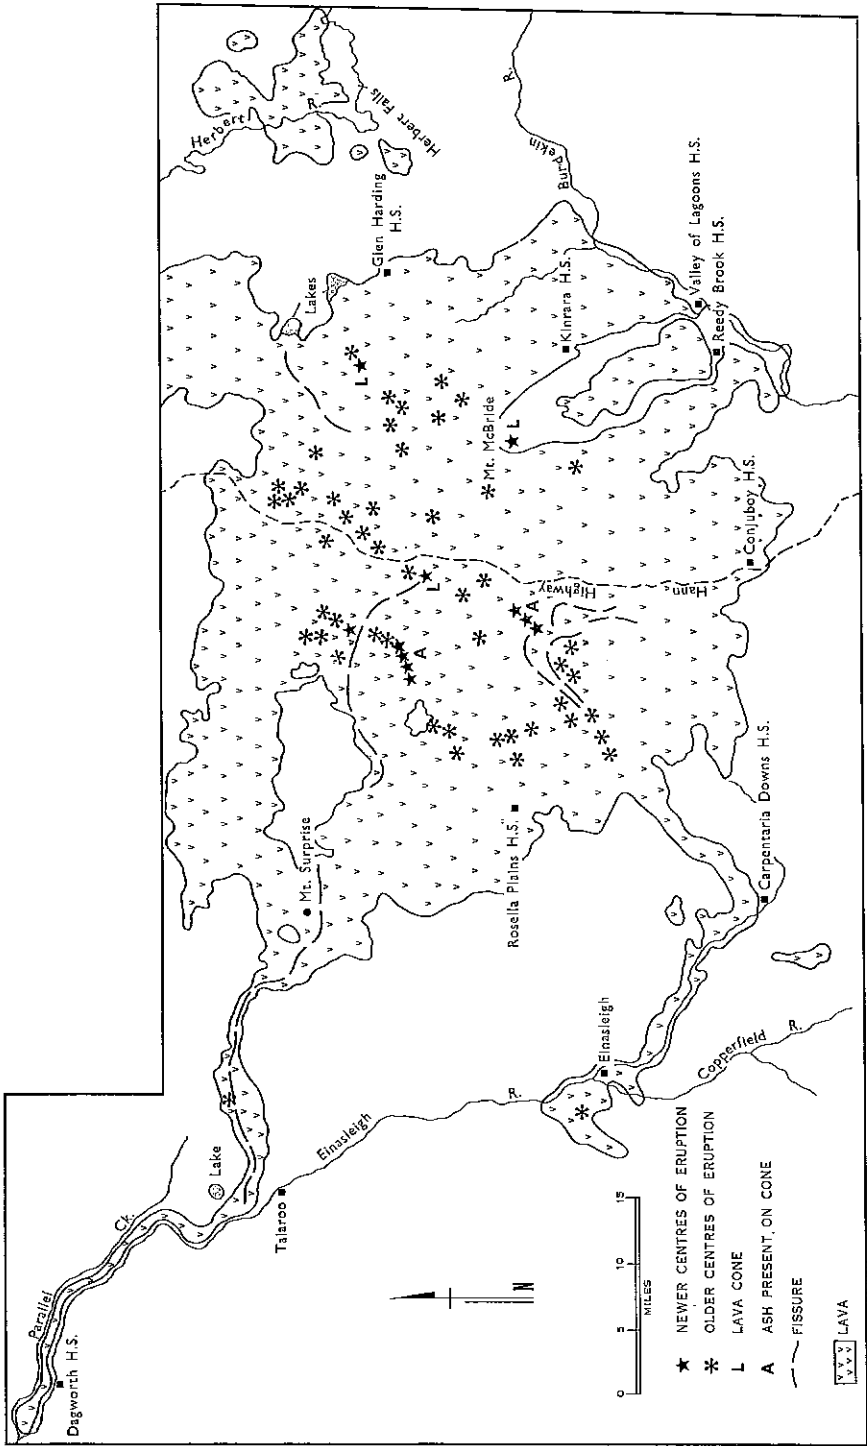 Dagworth H.S.
Parallel
Ck.
Lake
Talaroo
Einasleigh
R.
Einasleigh
Copperfield
R.
Carpentaria Downs H.S.
Mt. Surprise
Rosella Plains H.S.
A
L
A
Highway
Hann
Conjuboy H.S.
Mt. McBride
L
L
Lakes
Glen Harding
H.S.
Kinrara H.S.
Valley of Lagoons H.S.
Reedy Brook H.S.
Burdekin
R.
Herbert
R.
Herbert Falls
N
0 5 10 15
MILES
NEWER CENTRES OF ERUPTION
OLDER CENTRES OF ERUPTION
L LAVA CONE
A ASH PRESENT, ON CONE
FISSURE
LAVA